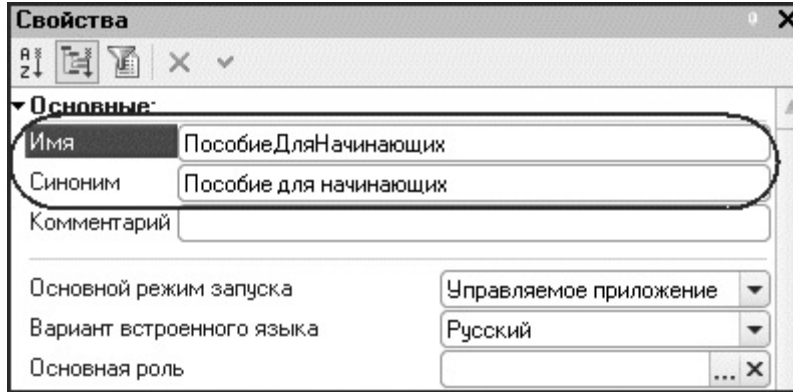 Свойства
Основные:
Имя ПособиеДляНачинающих
Синоним Пособие для начинающих
Комментарий
Основной режим запуска Управляемое приложение
Вариант встроенного языка Русский
Основная роль ...